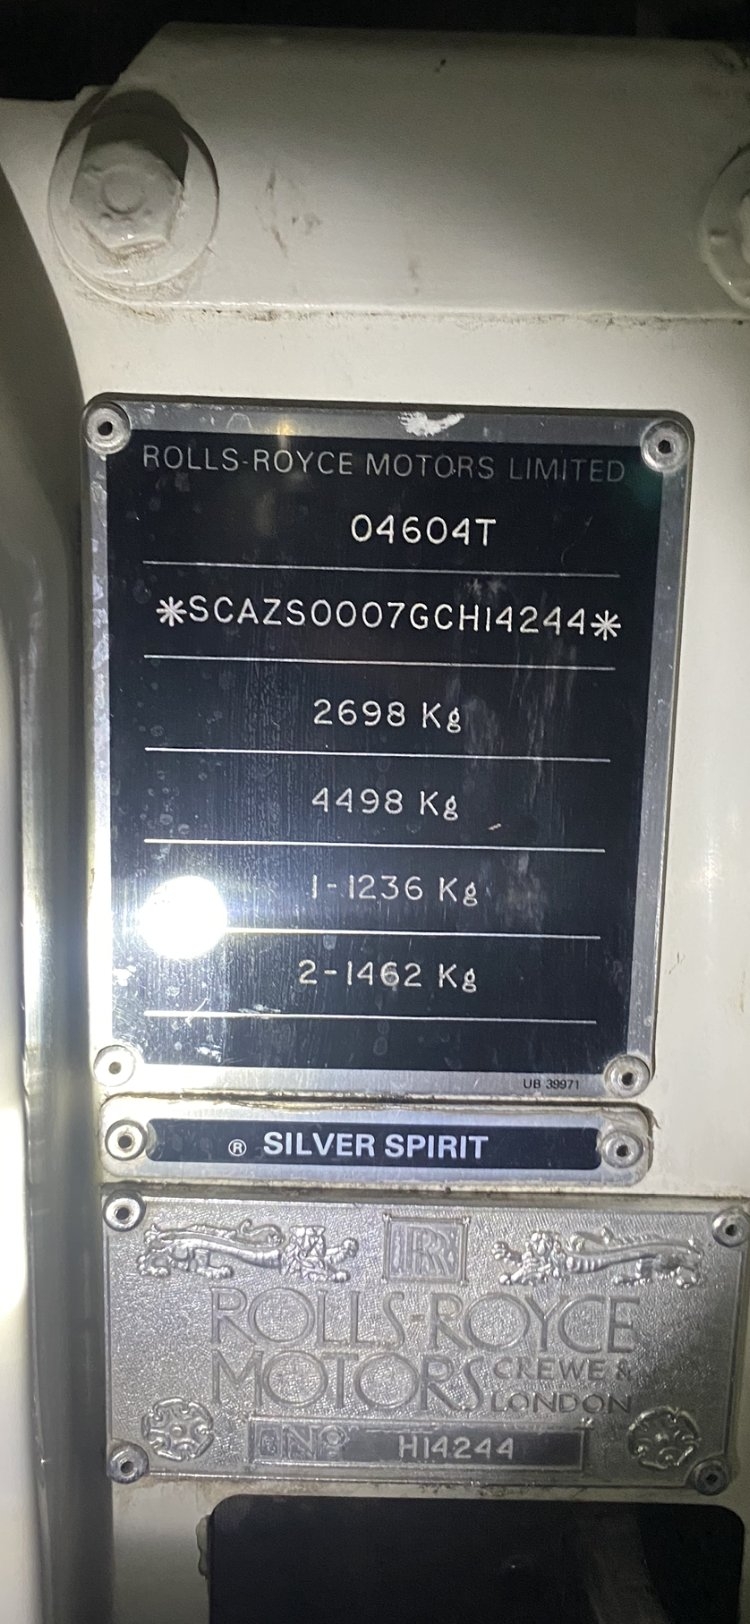 ROLLS-ROYCE MOTORS LIMITED
04604T
*SCAZS0007GCH14244*
2698 Kg
4498 Kg
1-1236 Kg
2-1462 Kg
UB 39971
® SILVER SPIRIT
RR
ROLLS-ROYCE
MOTORS CREWE &
LONDON
No H14244